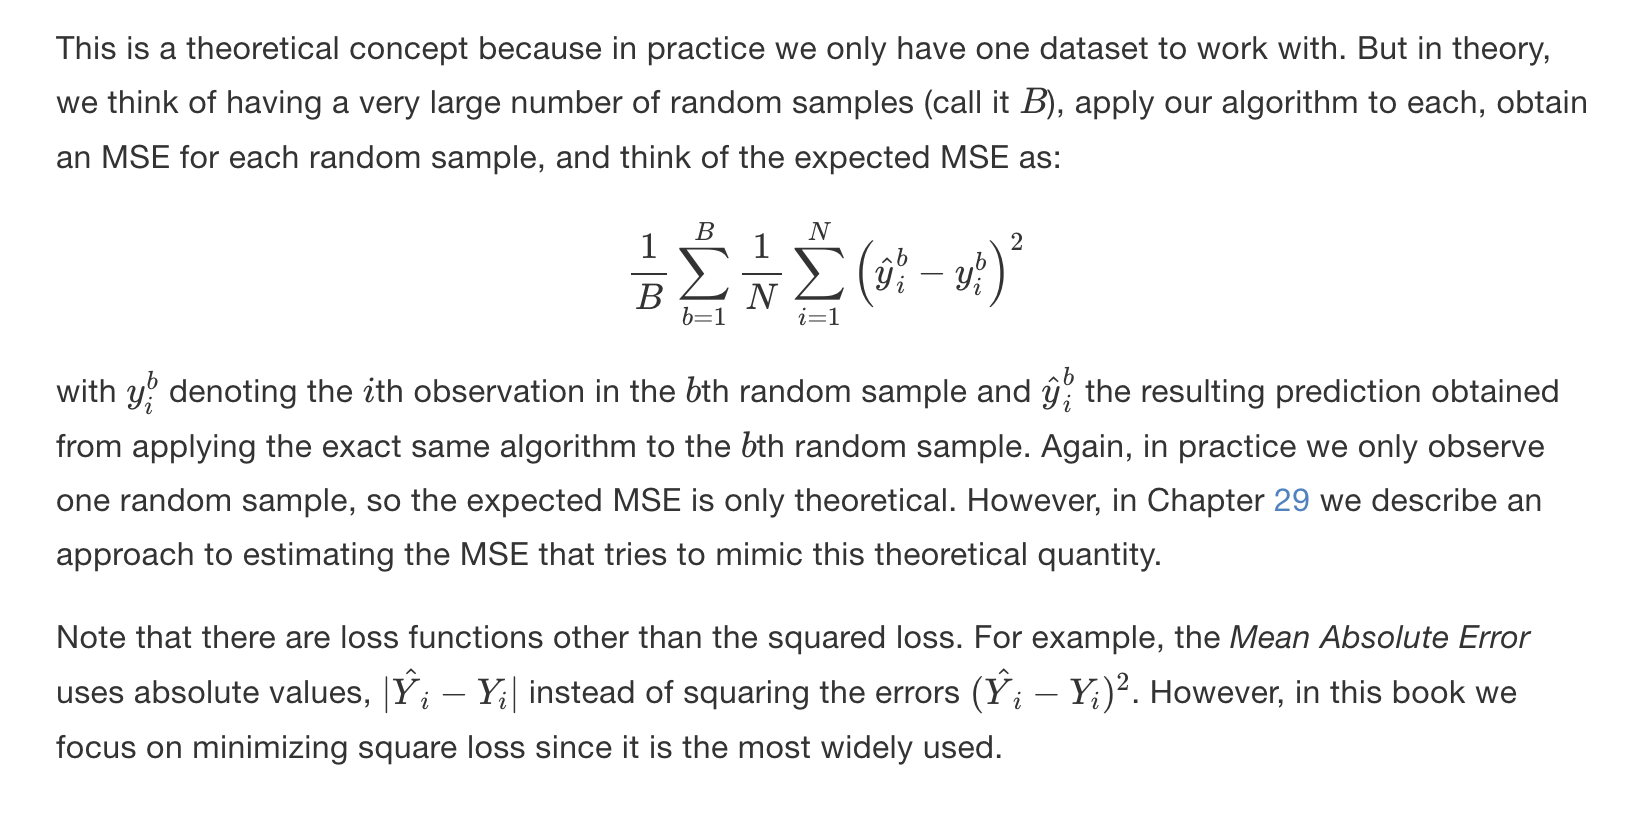 This is a theoretical concept because in practice we only have one dataset to work with. But in theory,
we think of having a very large number of random samples (call it $B$), apply our algorithm to each, obtain
an MSE for each random sample, and think of the expected MSE as:
$\frac{1}{B} \sum_{b=1}^{B} \frac{1}{N} \sum_{i=1}^{N} \left( \hat{y}_i^b - y_i^b \right)^2$
with $y_i^b$ denoting the $i$th observation in the $b$th random sample and $\hat{y}_i^b$ the resulting prediction obtained
from applying the exact same algorithm to the $b$th random sample. Again, in practice we only observe
one random sample, so the expected MSE is only theoretical. However, in Chapter 29 we describe an
approach to estimating the MSE that tries to mimic this theoretical quantity.
Note that there are loss functions other than the squared loss. For example, the Mean Absolute Error
uses absolute values, $|\hat{Y}_i - Y_i|$ instead of squaring the errors $(\hat{Y}_i - Y_i)^2$. However, in this book we
focus on minimizing square loss since it is the most widely used.